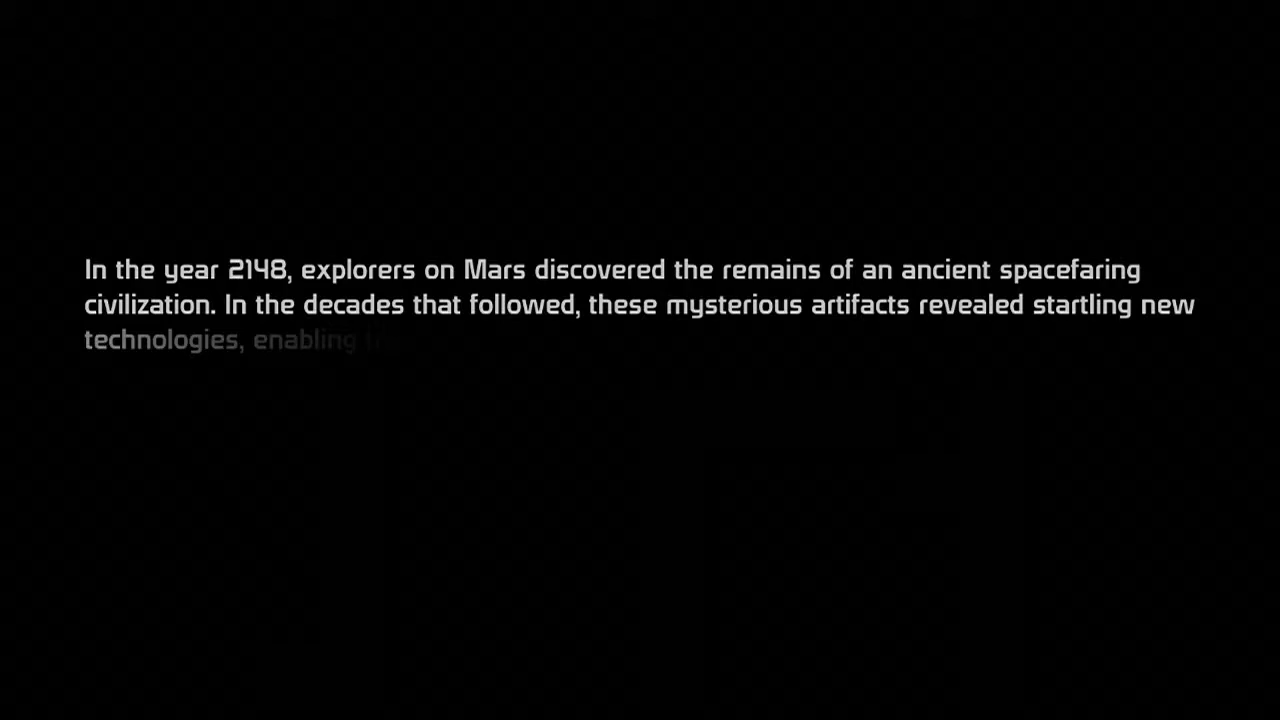 In the year 2148, explorers on Mars discovered the remains of an ancient spacefaring
civilization. In the decades that followed, these mysterious artifacts revealed startling new
technologies, enabling